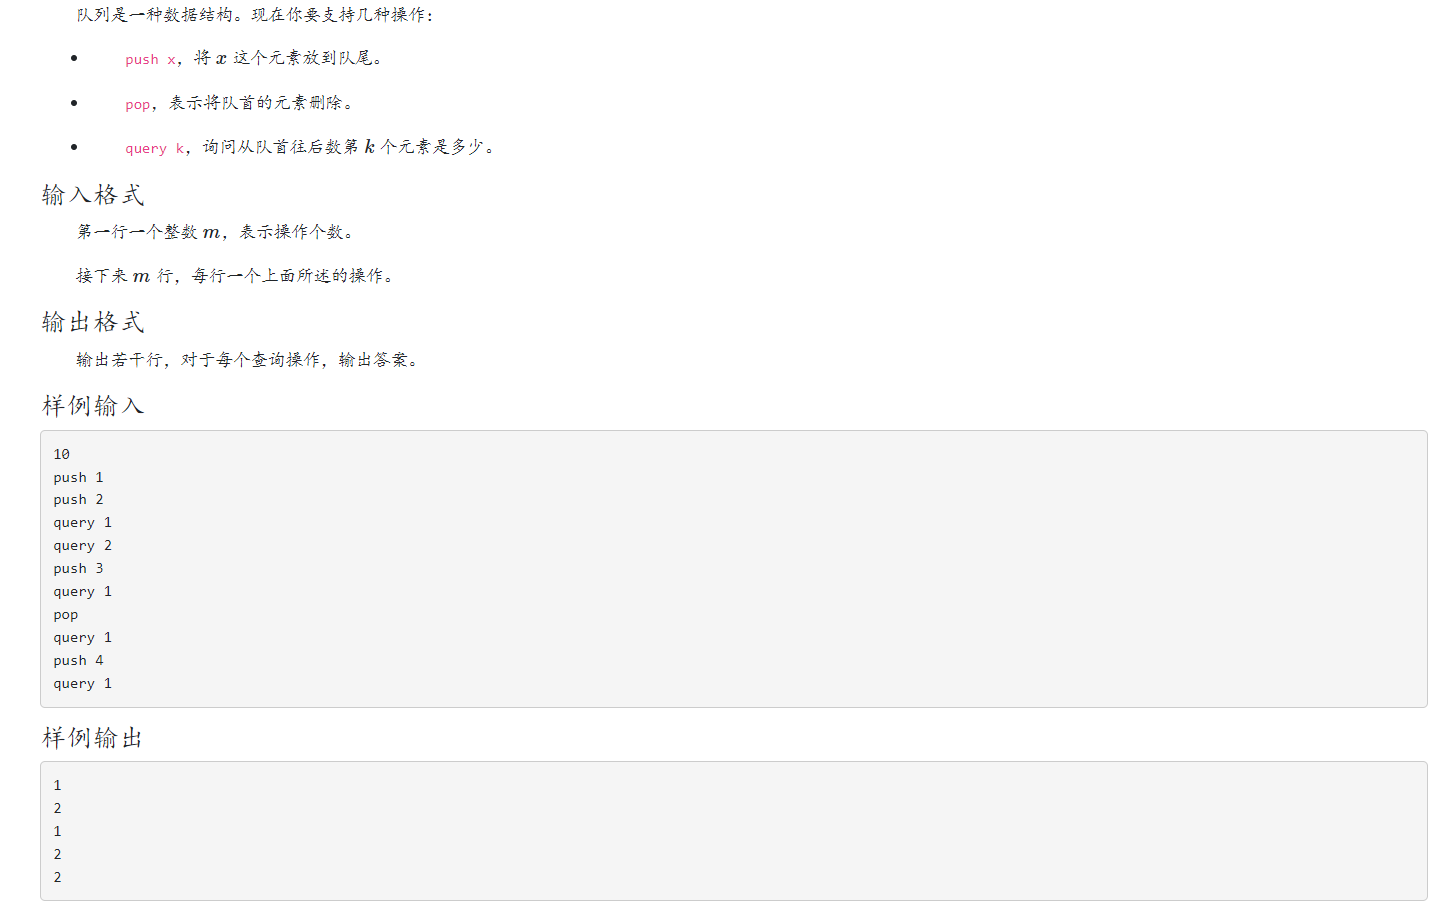 队列是一种数据结构。现在你要支持几种操作：
push x，将 x 这个元素放到队尾。
pop，表示将队首的元素删除。
query k，询问从队首往后数第 k 个元素是多少。
输入格式
第一行一个整数 m，表示操作个数。
接下来 m 行，每行一个上面所述的操作。
输出格式
输出若干行，对于每个查询操作，输出答案。
样例输入
10
push 1
push 2
query 1
query 2
push 3
query 1
pop
query 1
push 4
query 1
样例输出
1
2
1
2
2